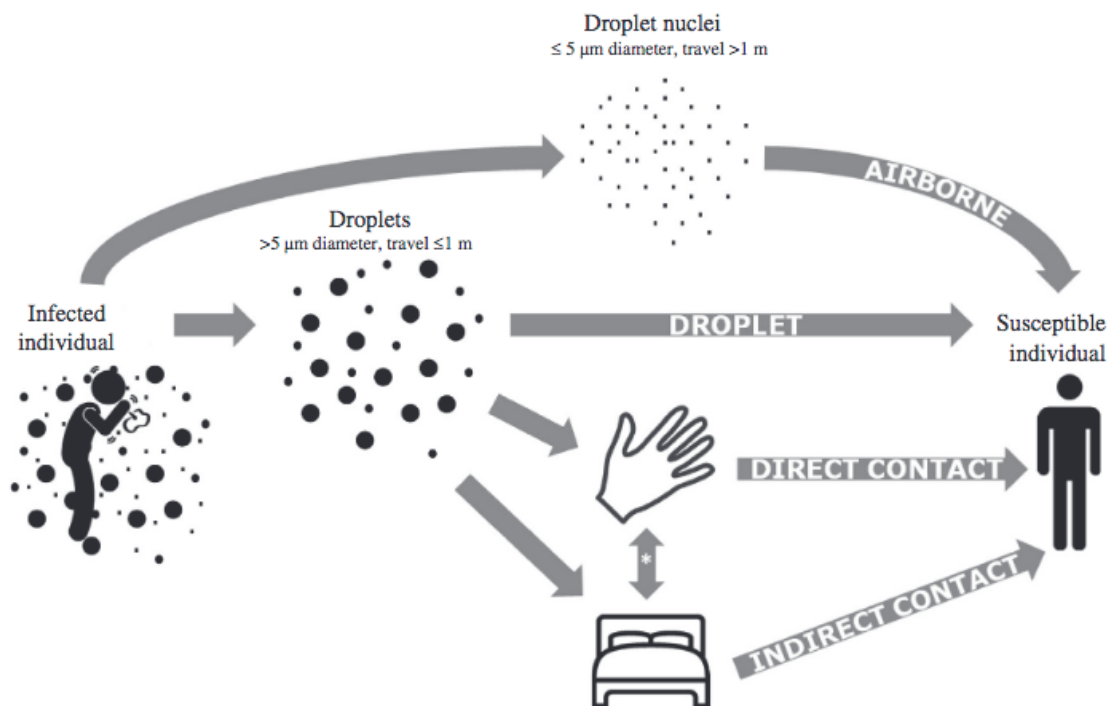 Droplet nuclei
≤ 5 μm diameter, travel >1 m
AIRBORNE
Droplets
>5 μm diameter, travel ≤1 m
Infected
individual
DROPLET
Susceptible
individual
DIRECT CONTACT
*
INDIRECT CONTACT